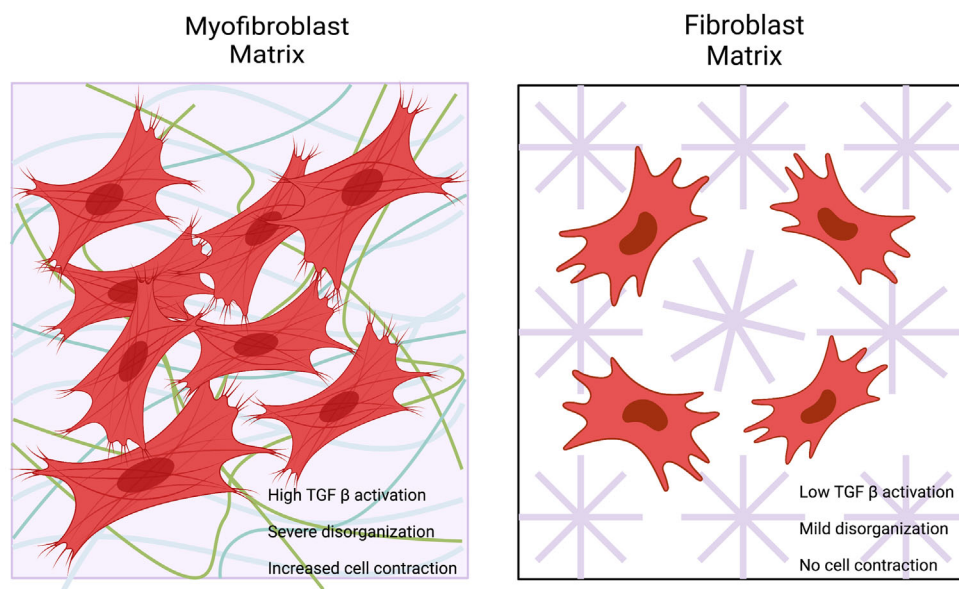 Myofibroblast
Matrix
High TGF β activation
Severe disorganization
Increased cell contraction
Fibroblast
Matrix
Low TGF β activation
Mild disorganization
No cell contraction